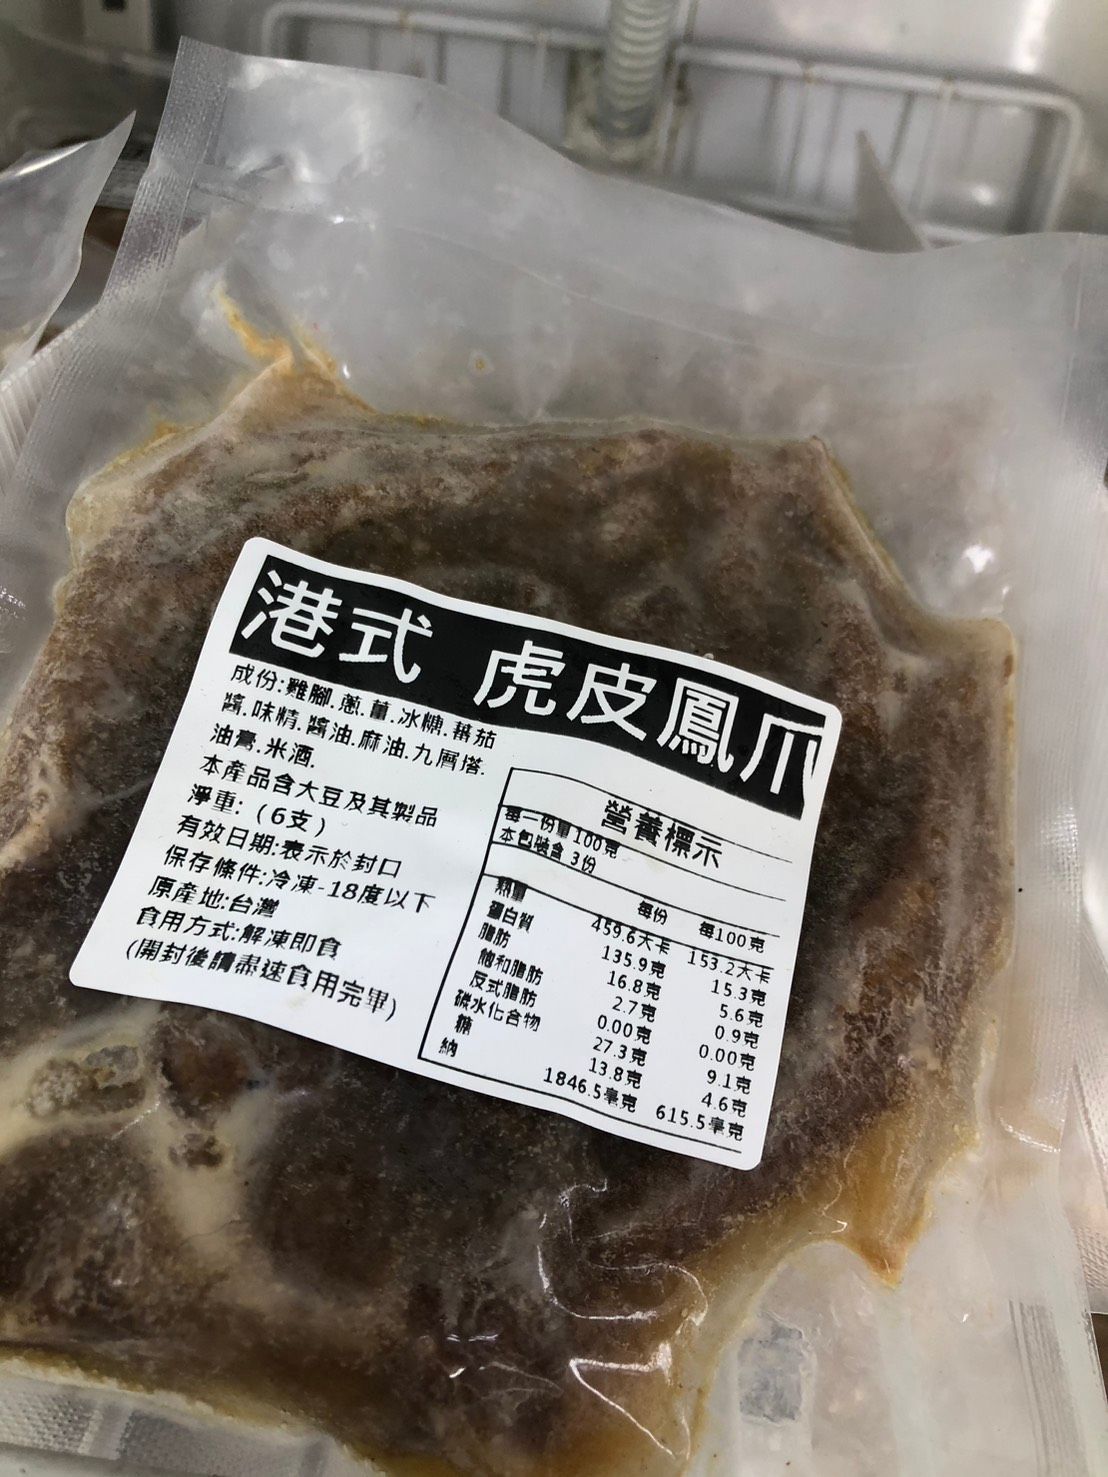 港式 虎皮鳳爪
成份:雞腳.蔥.薑.冰糖.蕃茄
醬.味精.醬油.麻油.九層塔.
油膏.米酒.
本產品含大豆及其製品
淨重: (6支)
有效日期:表示於封口
保存條件:冷凍-18度以下
原產地:台灣
食用方式:解凍即食
(開封後請盡速食用完畢)
營養標示
每一份量100克
本包裝含 3份
每份 每100克
熱量 459.6大卡 153.2大卡
蛋白質 135.9克 15.3克
脂肪 16.8克 5.6克
飽和脂肪 2.7克 0.9克
反式脂肪 0.00克 0.00克
碳水化合物 27.3克 9.1克
糖 13.8克 4.6克
鈉 1846.5毫克 615.5毫克